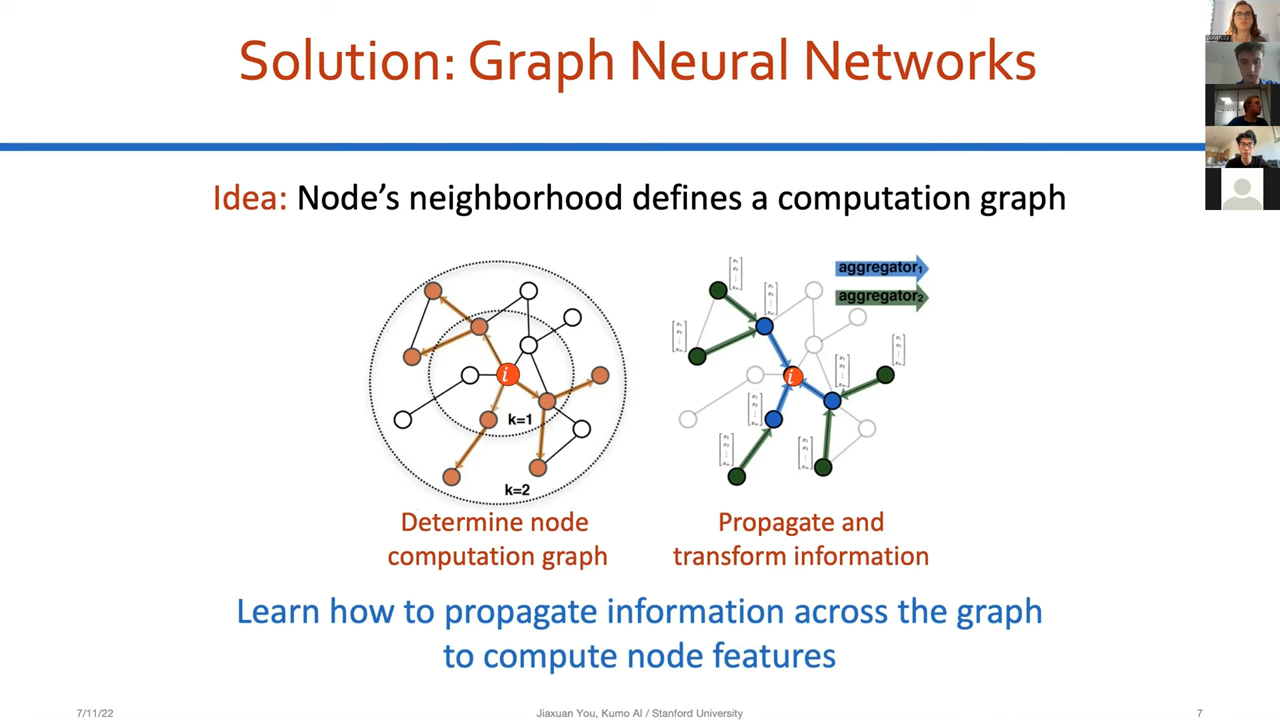 Solution: Graph Neural Networks
Idea: Node's neighborhood defines a computation graph
i
k=1
k=2
aggregator₁
aggregator₂
i
Determine node
computation graph
Propagate and
transform information
Learn how to propagate information across the graph
to compute node features
7/11/22
Jiaxuan You, Kumo AI / Stanford University
7